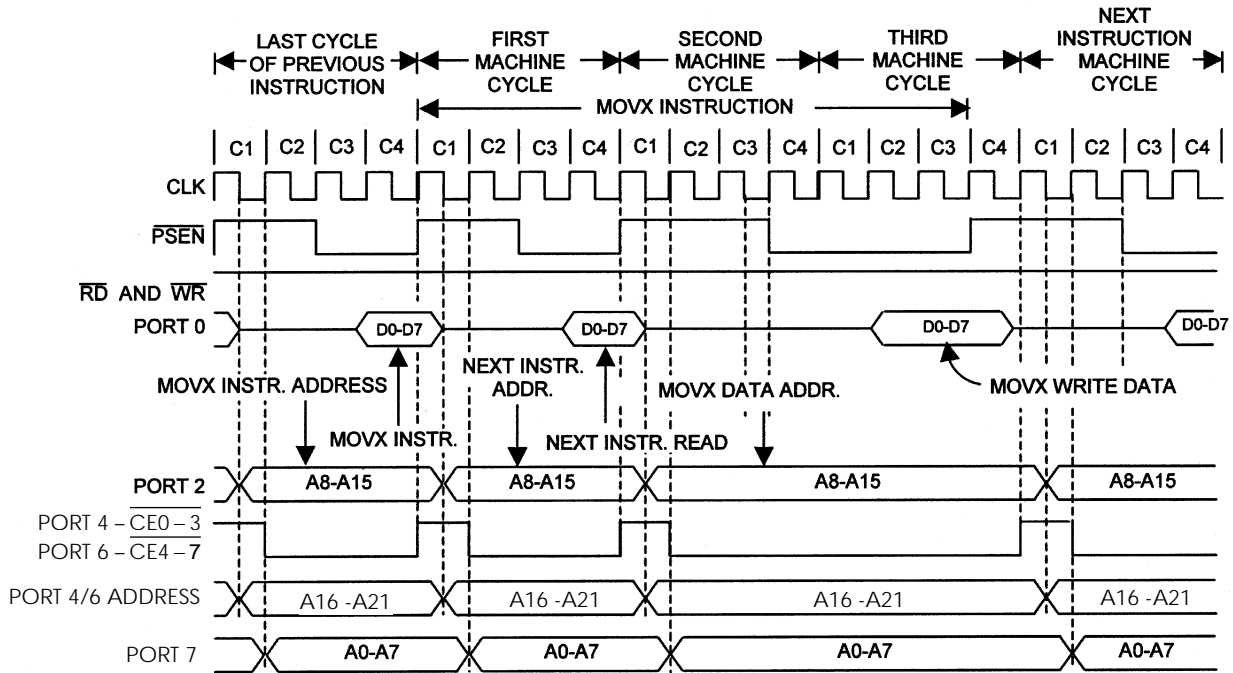 LAST CYCLE
OF PREVIOUS
INSTRUCTION
FIRST
MACHINE
CYCLE
SECOND
MACHINE
CYCLE
THIRD
MACHINE
CYCLE
NEXT
INSTRUCTION
MACHINE
CYCLE
MOVX INSTRUCTION
C1 C2 C3 C4 C1 C2 C3 C4 C1 C2 C3 C4 C1 C2 C3 C4 C1 C2 C3 C4
CLK
PSEN
RD AND WR
PORT 0
D0-D7 D0-D7 D0-D7 D0-D7
MOVX INSTR. ADDRESS
NEXT INSTR.
ADDR.
MOVX DATA ADDR.
MOVX WRITE DATA
MOVX INSTR.
NEXT INSTR. READ
PORT 2 A8-A15 A8-A15 A8-A15 A8-A15
PORT 4 – CE0 – 3
PORT 6 – CE4 – 7
PORT 4/6 ADDRESS A16 -A21 A16 -A21 A16 -A21 A16 -A21
PORT 7 A0-A7 A0-A7 A0-A7 A0-A7